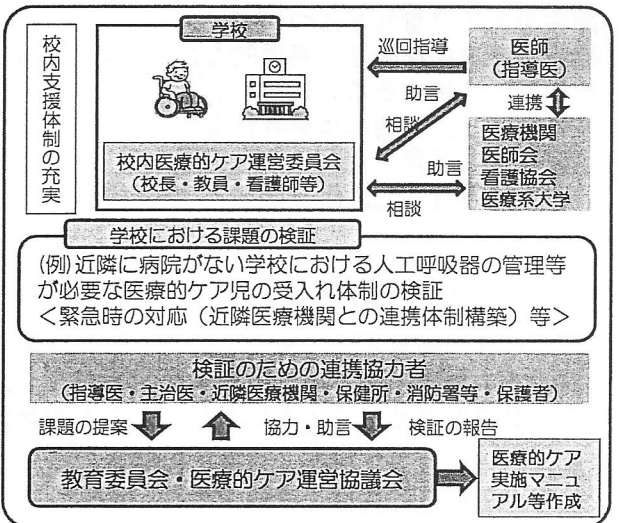 学校
校内支援体制の充実
校内医療的ケア運営委員会
(校長・教員・看護師等)
巡回指導
医師
(指導医)
助言
相談
連携
医療機関
医師会
看護協会
医療系大学
助言
相談
学校における課題の検証
(例)近隣に病院がない学校における人工呼吸器の管理等
が必要な医療的ケア児の受入れ体制の検証
<緊急時の対応(近隣医療機関との連携体制構築)等>
検証のための連携協力者
(指導医・主治医・近隣医療機関・保健所・消防署等・保護者)
課題の提案
協力・助言
検証の報告
教育委員会・医療的ケア運営協議会
医療的ケア
実施マニュ
アル等作成